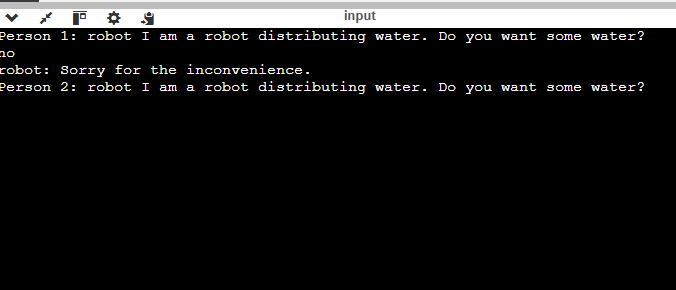 input
Person 1: robot I am a robot distributing water. Do you want some water?
no
robot: Sorry for the inconvenience.
Person 2: robot I am a robot distributing water. Do you want some water?